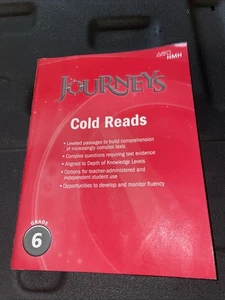 HMH
JOURNEYS
Cold Reads
• Leveled passages to build comprehension
of increasingly complex texts
• Complex questions requiring text evidence
• Aligned to Depth of Knowledge Levels
• Options for teacher-administered and
independent student use
• Opportunities to develop and monitor fluency
GRADE
6